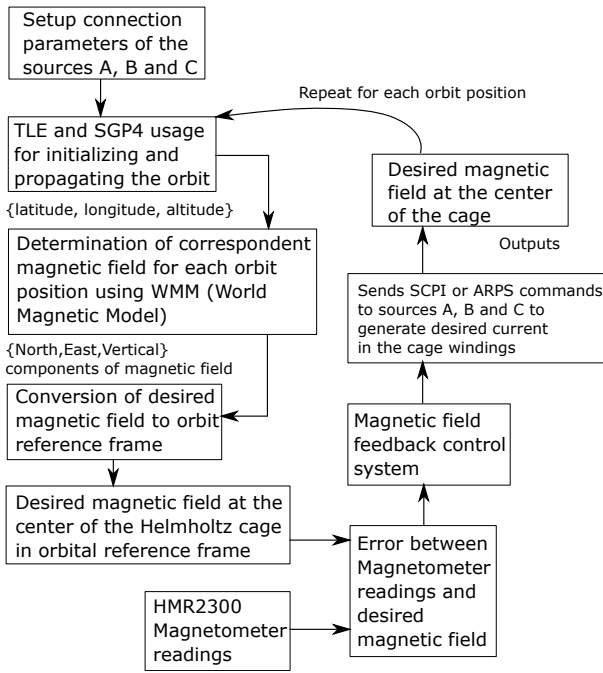 Setup connection
parameters of the
sources A, B and C
Repeat for each orbit position
TLE and SGP4 usage
for initializing and
propagating the orbit
{latitude, longitude, altitude}
Determination of correspondent
magnetic field for each orbit
position using WMM (World
Magnetic Model)
{North,East,Vertical}
components of magnetic field
Conversion of desired
magnetic field to orbit
reference frame
Desired magnetic field at the
center of the Helmholtz cage
in orbital reference frame
HMR2300
Magnetometer
readings
Error between
Magnetometer
readings and
desired
magnetic field
Magnetic field
feedback control
system
Sends SCPI or ARPS commands
to sources A, B and C to
generate desired current
in the cage windings
Outputs
Desired magnetic
field at the center
of the cage